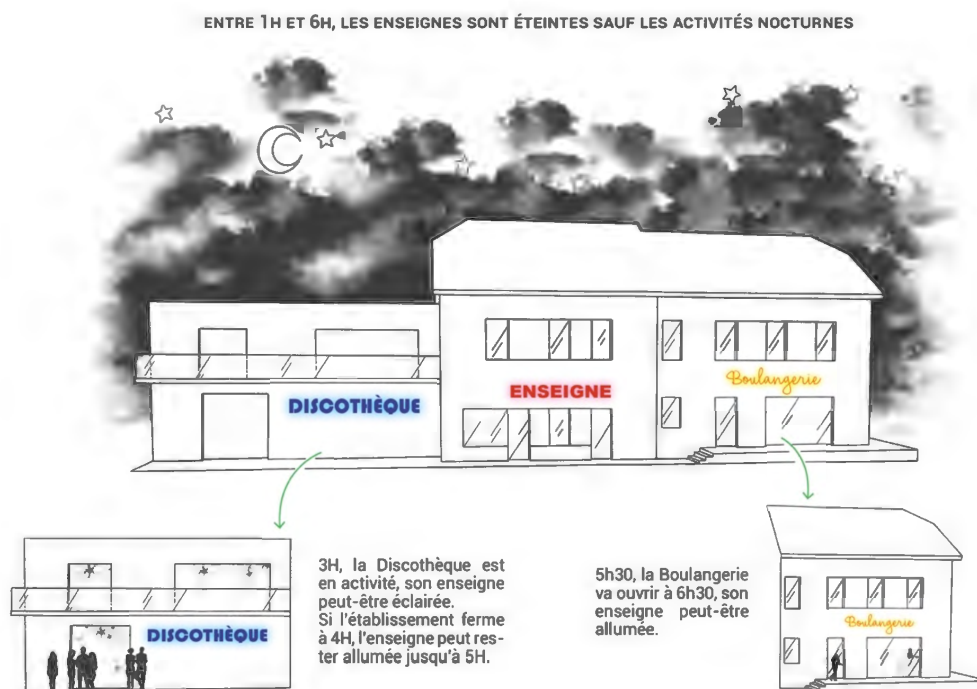 ENTRE 1H ET 6H, LES ENSEIGNES SONT ÉTEINTES SAUF LES ACTIVITÉS NOCTURNES
DISCOTHÈQUE
ENSEIGNE
Boulangerie
3H, la Discothèque est
en activité, son enseigne
peut-être éclairée.
Si l'établissement ferme
à 4H, l'enseigne peut res-
ter allumée jusqu'à 5H.
DISCOTHÈQUE
5h30, la Boulangerie
va ouvrir à 6h30, son
enseigne peut-être
allumée.
Boulangerie